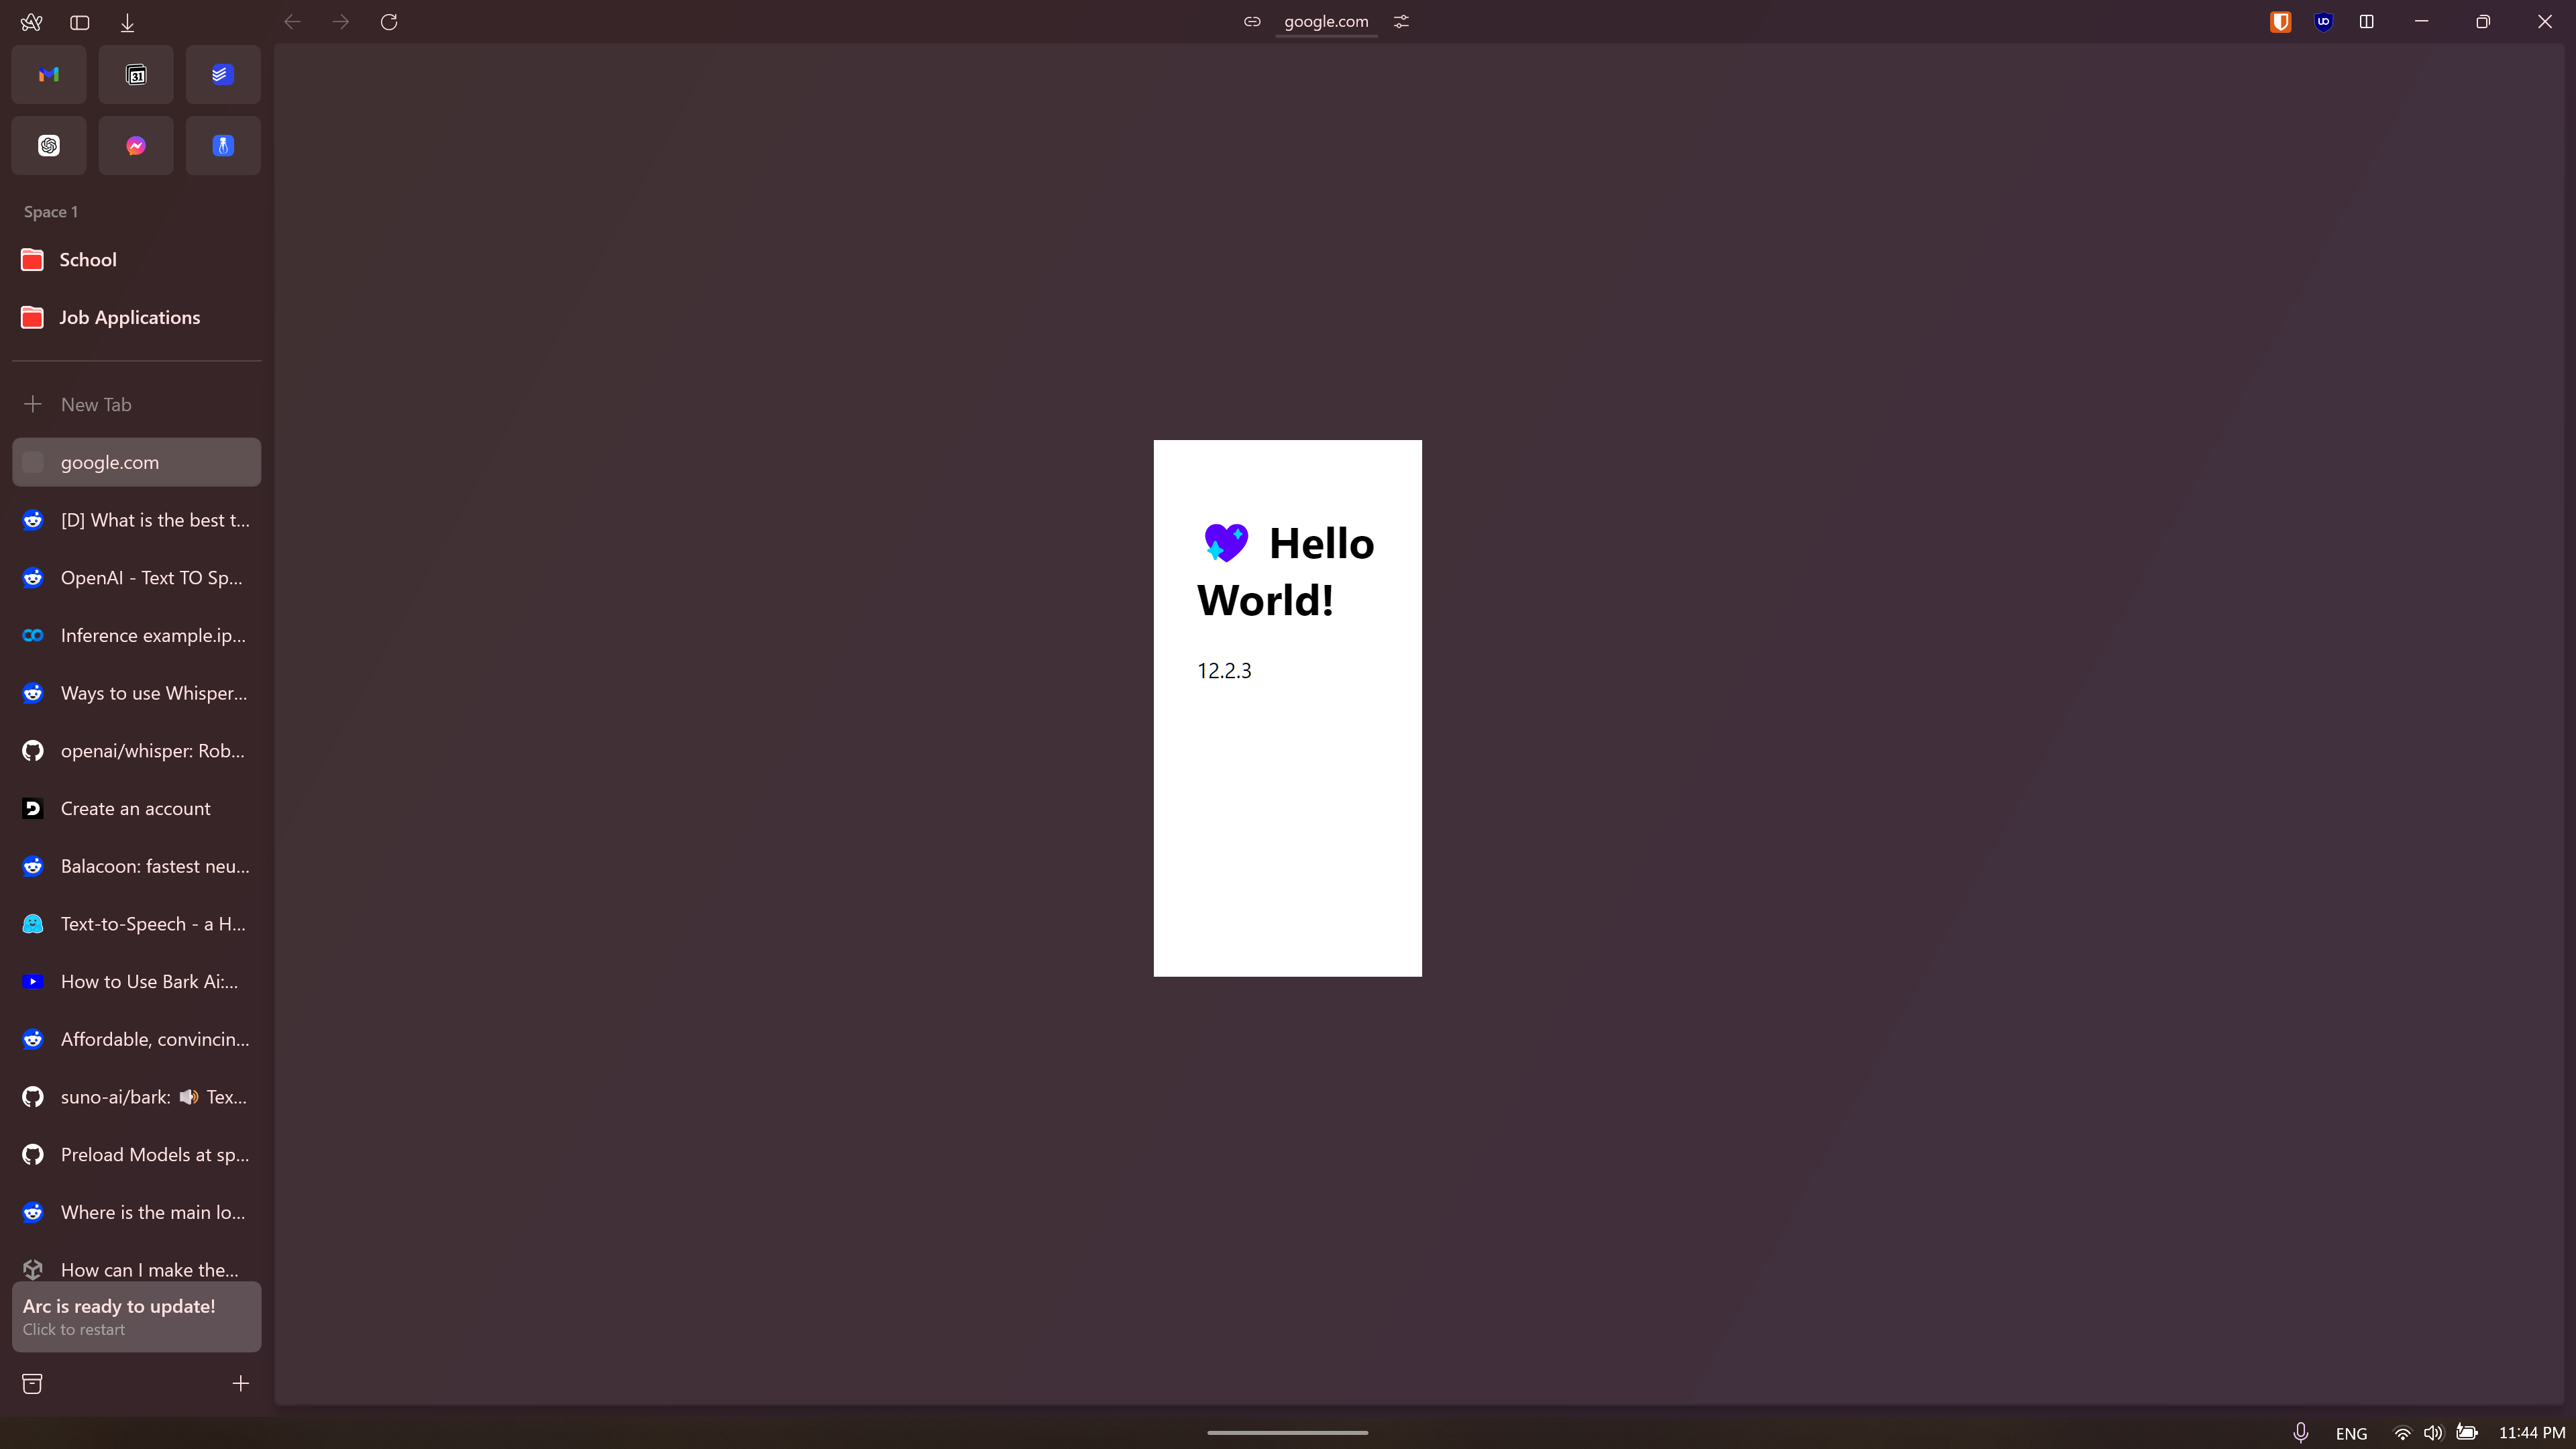 google.com
31
Space 1
School
Job Applications
New Tab
google.com
[D] What is the best t...
OpenAI - Text TO Sp...
Inference example.ip...
Ways to use Whisper...
openai/whisper: Rob...
Create an account
Balacoon: fastest neu...
Text-to-Speech - a H...
How to Use Bark Ai:...
Affordable, convincin...
suno-ai/bark: 🔊 Tex...
Preload Models at sp...
Where is the main lo...
How can I make the...
Arc is ready to update!
Click to restart
💖 Hello
World!
12.2.3
ENG
11:44 PM